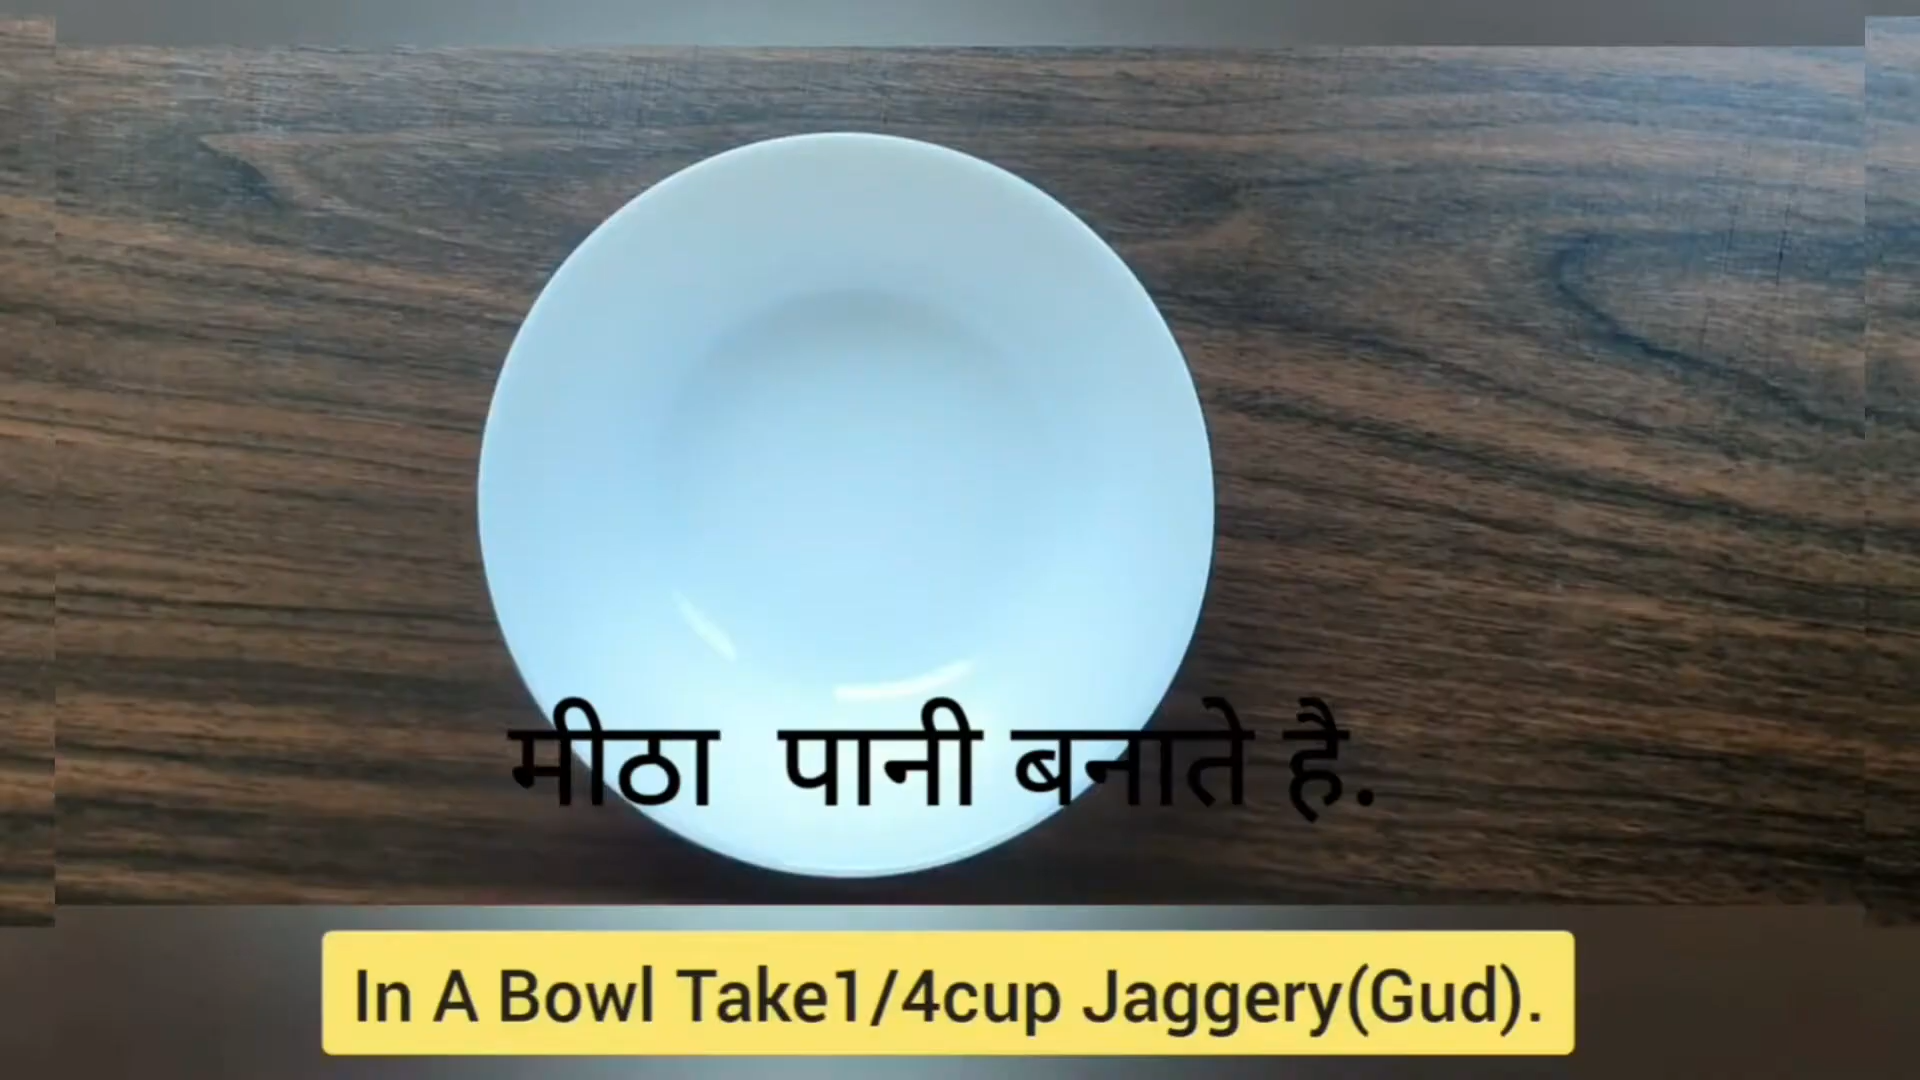 मीठा पानी बनाते है.
In A Bowl Take1/4cup Jaggery(Gud).